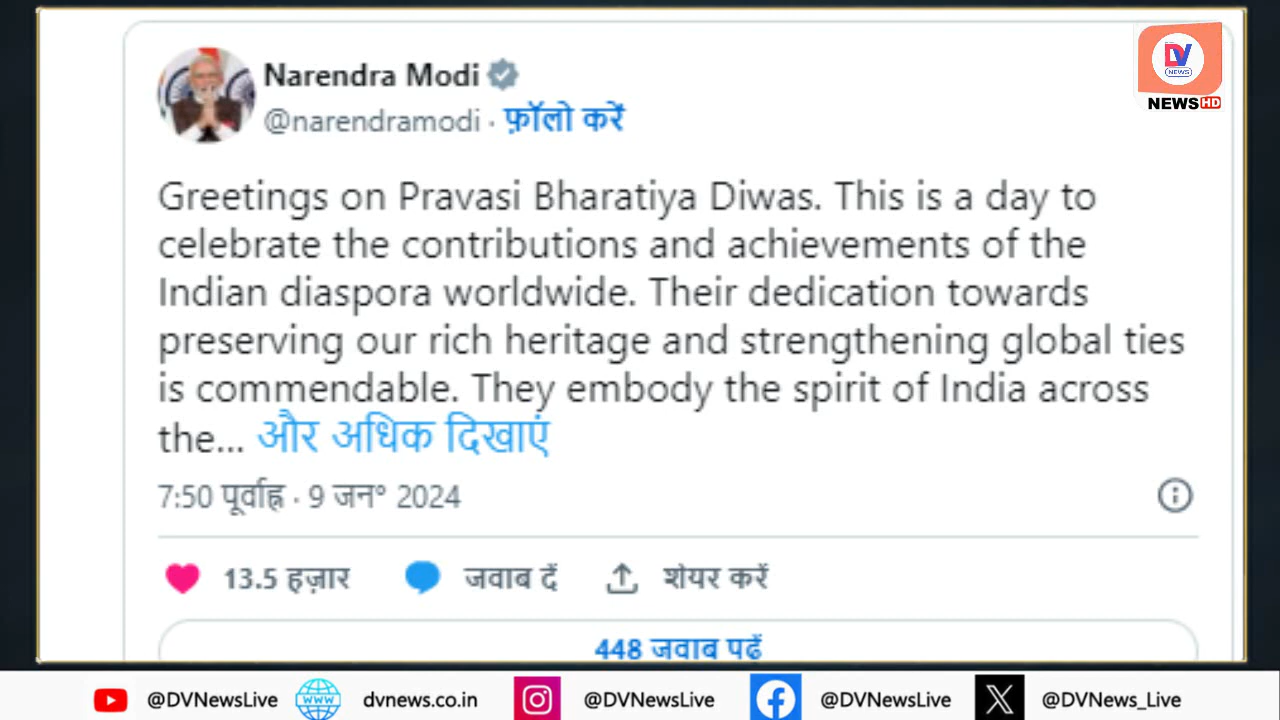 DV
NEWS
NEWS HD
Narendra Modi
@narendramodi · फ़ॉलो करें
Greetings on Pravasi Bharatiya Diwas. This is a day to
celebrate the contributions and achievements of the
Indian diaspora worldwide. Their dedication towards
preserving our rich heritage and strengthening global ties
is commendable. They embody the spirit of India across
the... और अधिक दिखाएं
7:50 पूर्वाह्न · 9 जन॰ 2024
13.5 हज़ार जवाब दें शेयर करें
448 जवाब पढ़ें
@DVNewsLive www dvnews.co.in @DVNewsLive @DVNewsLive X @DVNews_Live